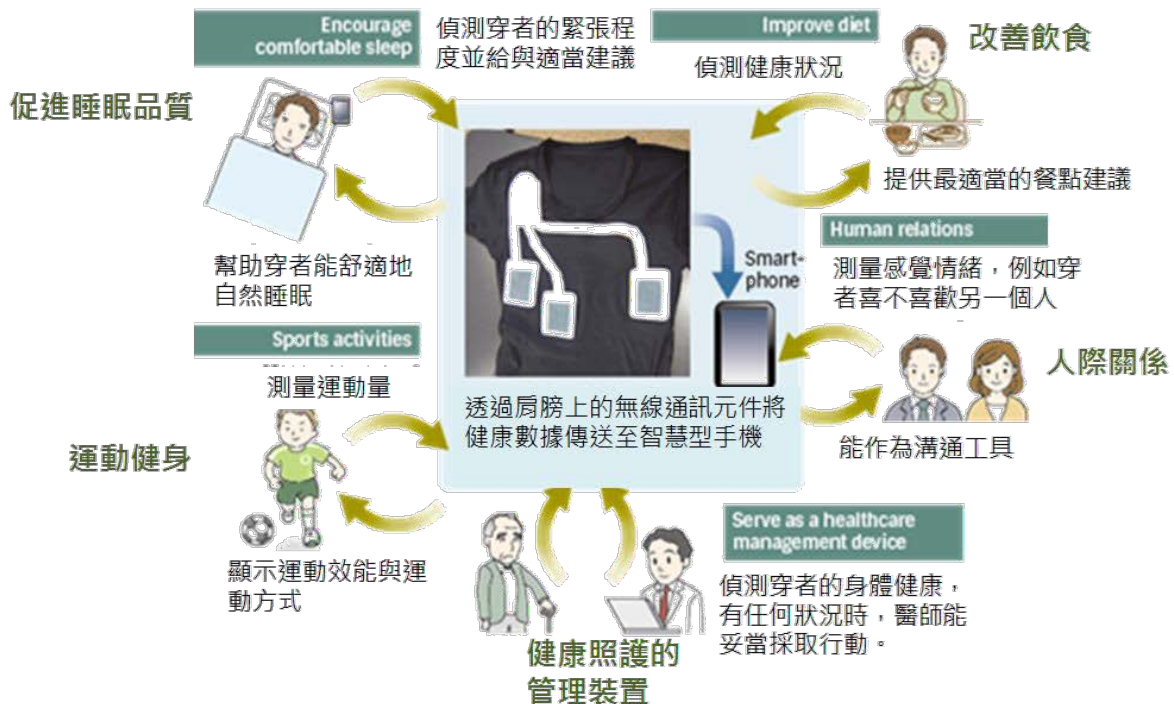 Encourage
comfortable sleep
偵測穿者的緊張程
度並給與適當建議
促進睡眠品質
幫助穿者能舒適地
自然睡眠
Improve diet
改善飲食
偵測健康狀況
提供最適當的餐點建議
Human relations
測量感覺情緒，例如穿
者喜不喜歡另一個人
人際關係
能作為溝通工具
Smart-
phone
透過肩膀上的無線通訊元件將
健康數據傳送至智慧型手機
Sports activities
測量運動量
運動健身
顯示運動效能與運
動方式
Serve as a healthcare
management device
偵測穿者的身體健康，
有任何狀況時，醫師能
妥當採取行動。
健康照護的
管理裝置